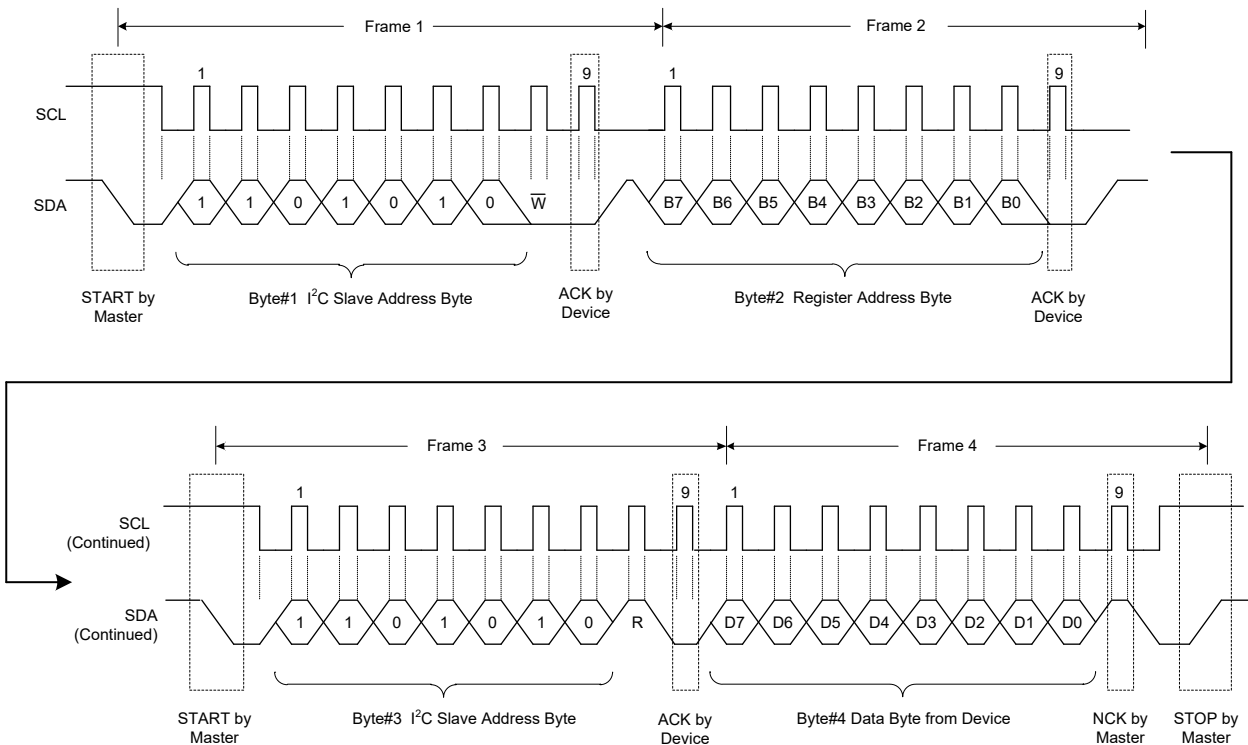 Frame 1 Frame 2
1 9 1 9
SCL
SDA 1 1 0 1 0 1 0 W̅ B7 B6 B5 B4 B3 B2 B1 B0
START by
Master
Byte#1 I²C Slave Address Byte
ACK by
Device
Byte#2 Register Address Byte
ACK by
Device
Frame 3 Frame 4
1 9 1 9
SCL
(Continued)
SDA
(Continued)
1 1 0 1 0 1 0 R D7 D6 D5 D4 D3 D2 D1 D0
START by
Master
Byte#3 I²C Slave Address Byte
ACK by
Device
Byte#4 Data Byte from Device
NCK by
Master
STOP by
Master